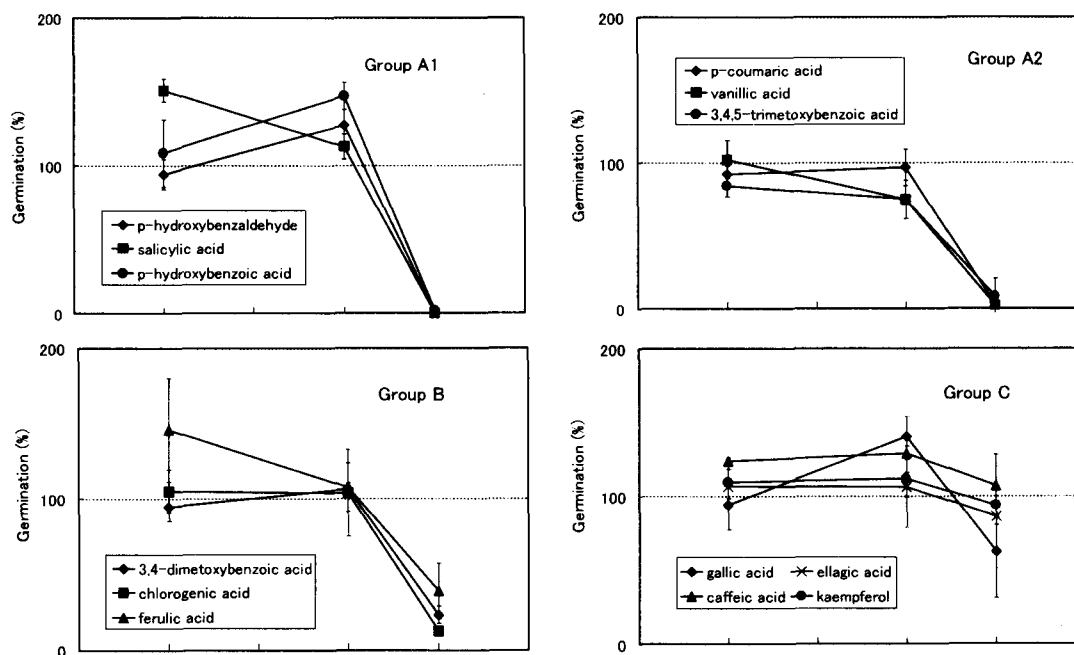 200
Group A1
Germination (%)
100
p-hydroxybenzaldehyde
salicylic acid
p-hydroxybenzoic acid
0
200
Group A2
p-coumaric acid
vanillic acid
3,4,5-trimetoxybenzoic acid
Germination (%)
100
0
200
Group B
Germination (%)
100
3,4-dimetoxybenzoic acid
chlorogenic acid
ferulic acid
0
200
Group C
Germination (%)
100
gallic acid ellagic acid
caffeic acid kaempferol
0